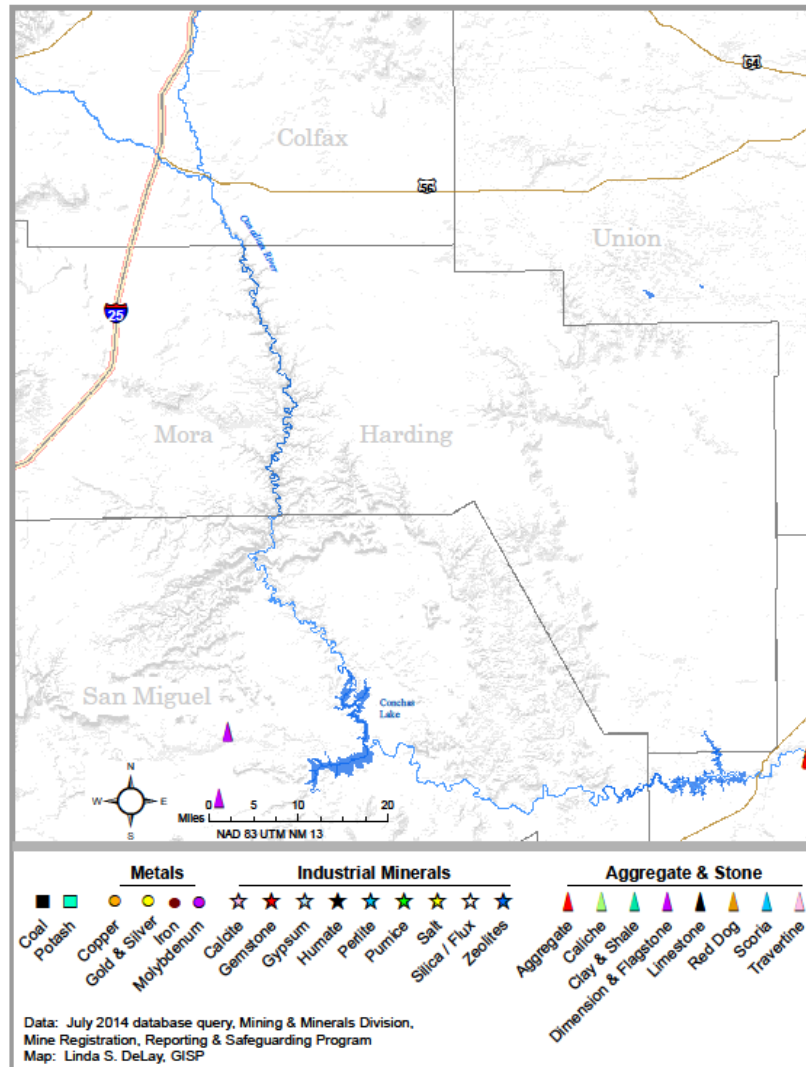 64
Colfax
56
Canadian River
Union
25
Mora
Harding
San Miguel
Conchas
Lake
N
W
E
S
0 5 10 20
Miles
NAD 83 UTM NM 13
Metals
Industrial Minerals
Aggregate & Stone
Coal
Potash
Copper
Gold & Silver
Iron
Molybdenum
Calcite
Gemstone
Gypsum
Humate
Perlite
Pumice
Salt
Silica / Flux
Zeolites
Aggregate
Caliche
Clay & Shale
Dimension & Flagstone
Limestone
Red Dog
Scoria
Travertine
Data: July 2014 database query, Mining & Minerals Division,
Mine Registration, Reporting & Safeguarding Program
Map: Linda S. DeLay, GISP